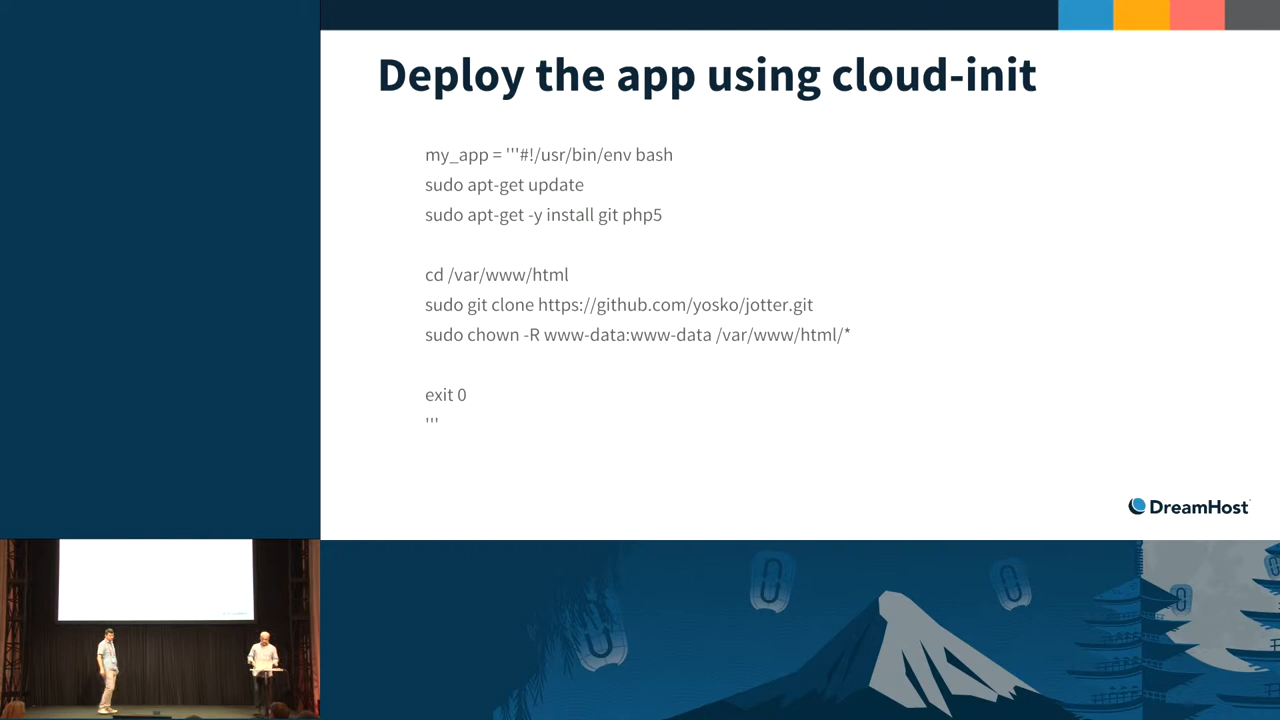 Deploy the app using cloud-init
my_app = '''#!/usr/bin/env bash
sudo apt-get update
sudo apt-get -y install git php5
cd /var/www/html
sudo git clone https://github.com/yosko/jotter.git
sudo chown -R www-data:www-data /var/www/html/*
exit 0
'''
DreamHost